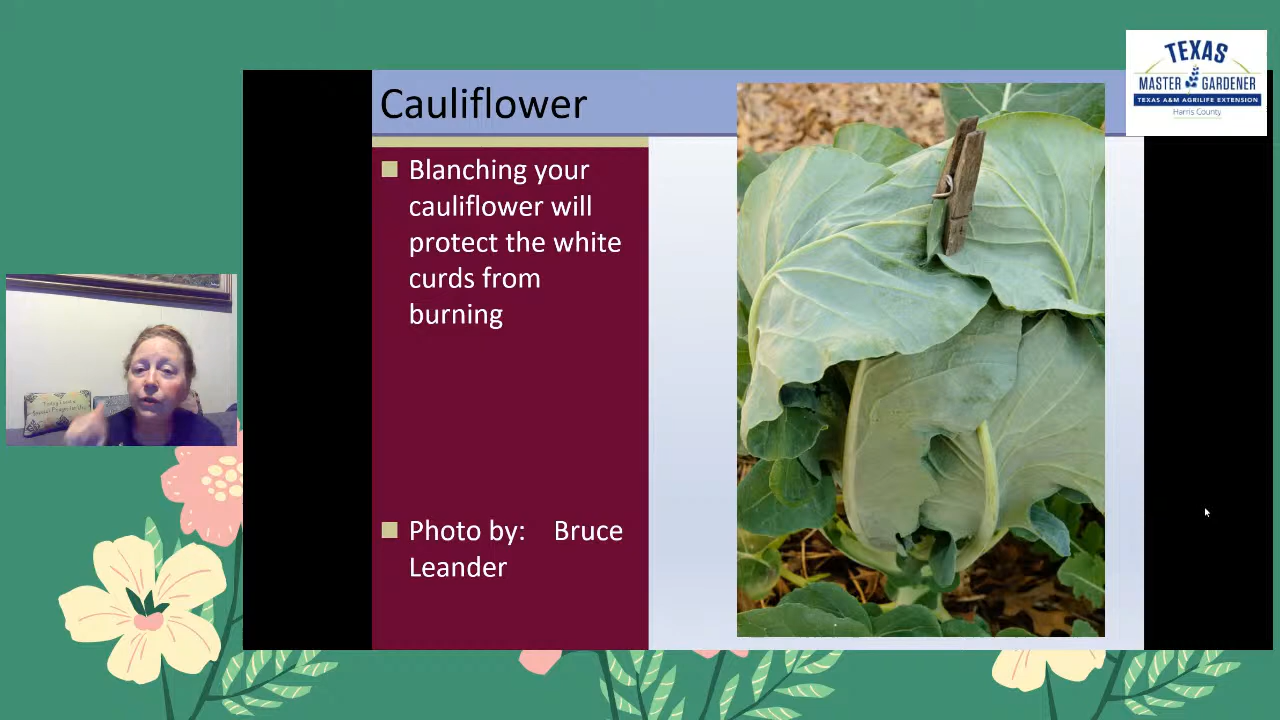 Cauliflower
Blanching your
cauliflower will
protect the white
curds from
burning
Photo by: Bruce
Leander
TEXAS
MASTER GARDENER
TEXAS A&M AGRILIFE EXTENSION
Harris County